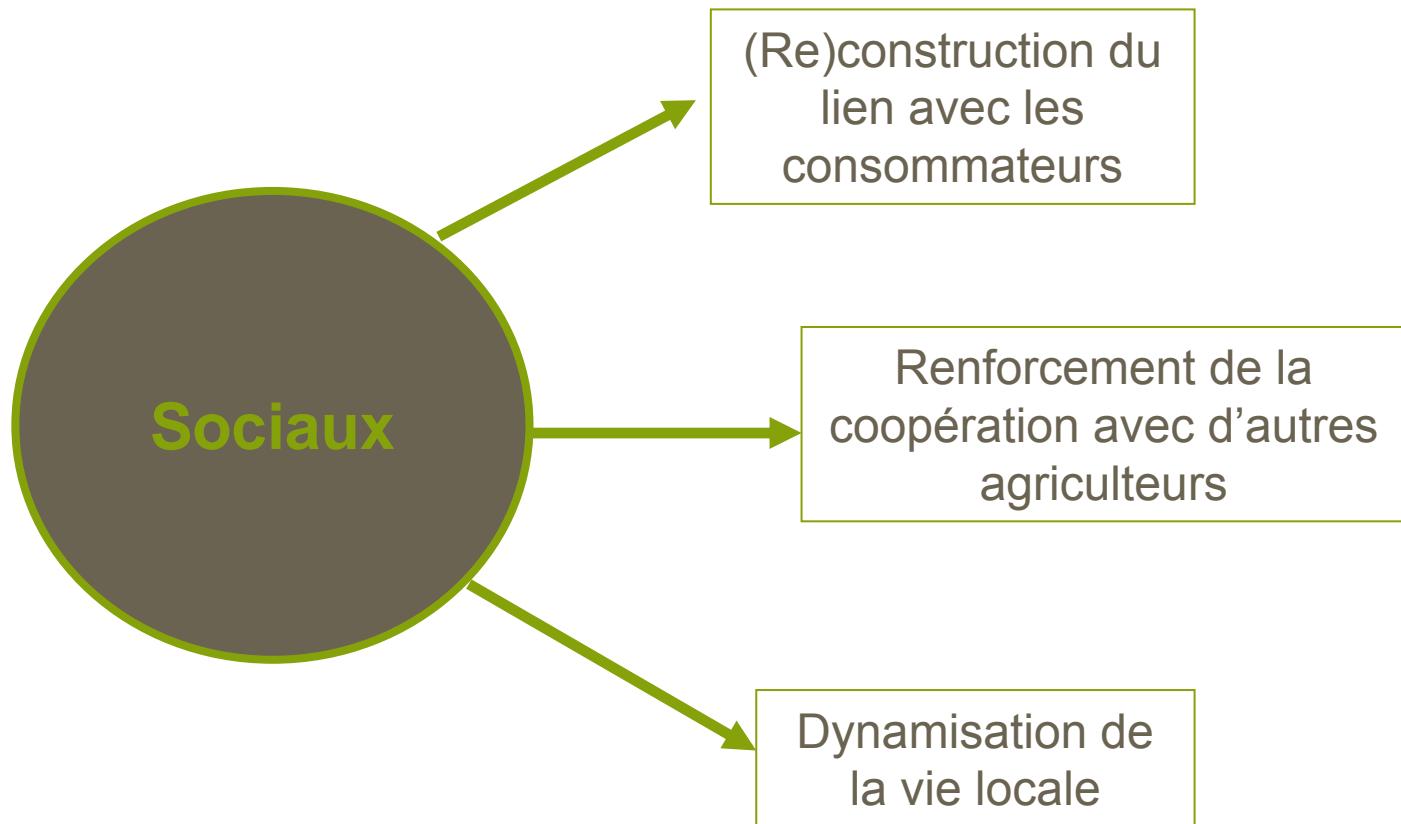 (Re)construction du
lien avec les
consommateurs
Sociaux
Renforcement de la
coopération avec d’autres
agriculteurs
Dynamisation de
la vie locale